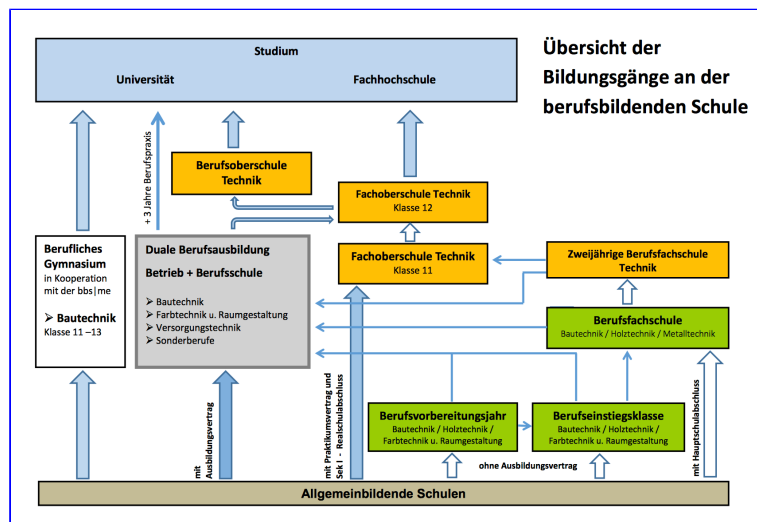 Übersicht der
Bildungsgänge an der
berufsbildenden Schule
Studium
Universität
Fachhochschule
+ 3 Jahre Berufspraxis
Berufsoberschule
Technik
Fachoberschule Technik
Klasse 12
Berufliches
Gymnasium
in Kooperation
mit der bbs|me
➢ Bautechnik
Klasse 11 –13
Duale Berufsausbildung
Betrieb + Berufsschule
➢ Bautechnik
➢ Farbtechnik u. Raumgestaltung
➢ Versorgungstechnik
➢ Sonderberufe
Fachoberschule Technik
Klasse 11
Zweijährige Berufsfachschule
Technik
Berufsfachschule
Bautechnik / Holztechnik / Metalltechnik
Berufsvorbereitungsjahr
Bautechnik / Holztechnik /
Farbtechnik u. Raumgestaltung
Berufseinstiegsklasse
Bautechnik / Holztechnik /
Farbtechnik u. Raumgestaltung
mit
Ausbildungsvertrag
mit Praktikumsvertrag und
Sek I - Realschulabschluss
ohne Ausbildungsvertrag
mit Hauptschulabschluss
Allgemeinbildende Schulen